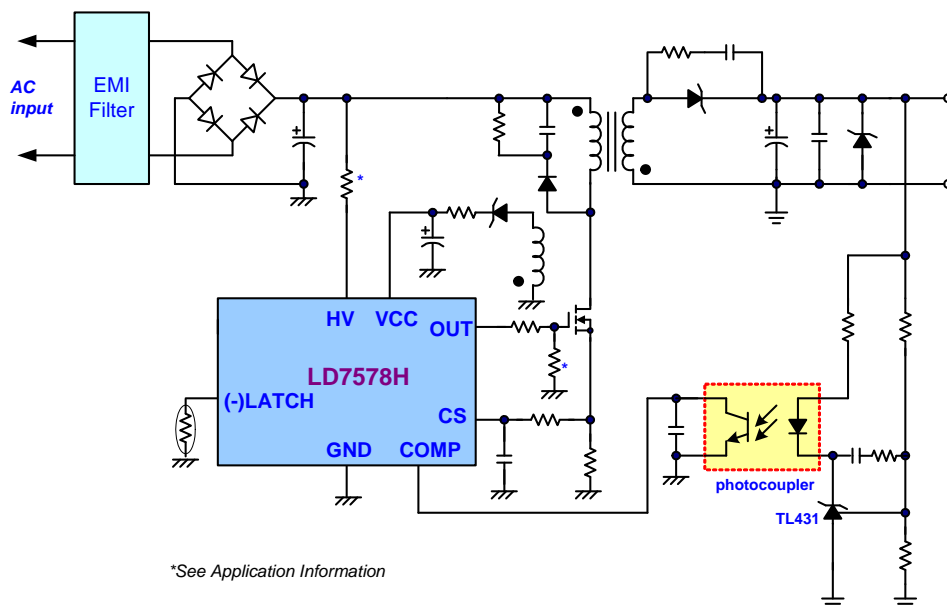 AC
input
EMI
Filter
+
*
+
+
HV
VCC
OUT
*
LD7578H
(-)LATCH
CS
GND
COMP
photocoupler
TL431
*See Application Information